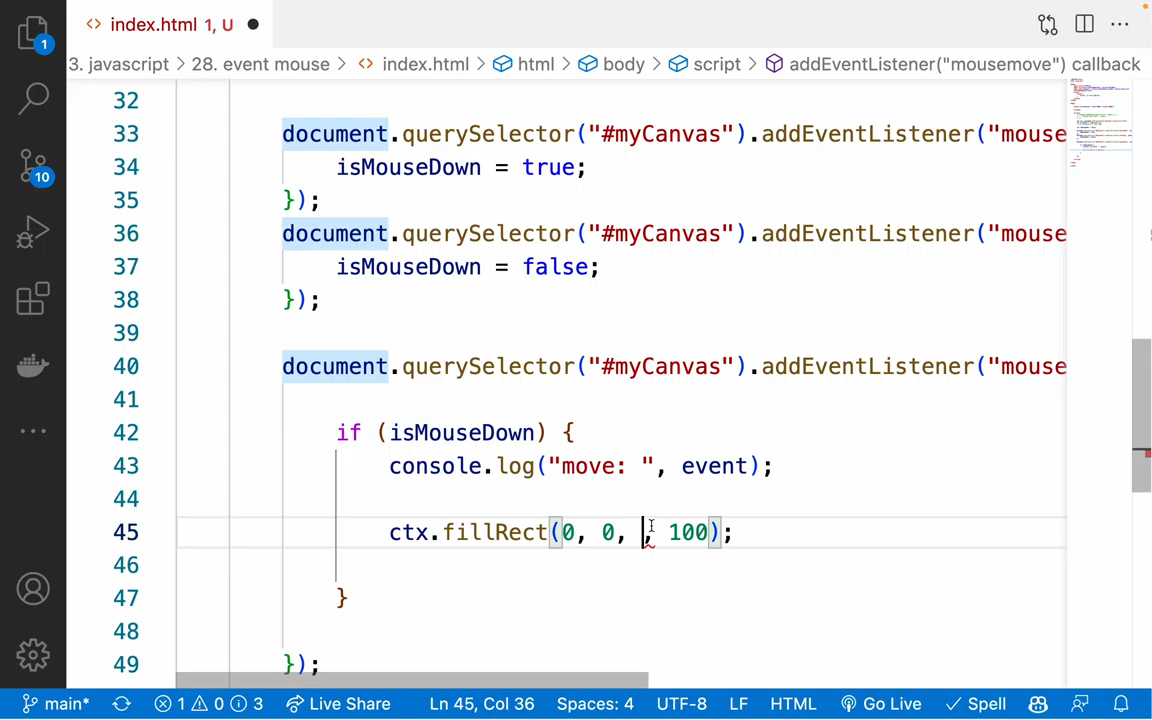 index.html 1, U
3. javascript > 28. event mouse > index.html > html > body > script > addEventListener("mousemove") callback
32
33 document.querySelector("#myCanvas").addEventListener("mouse
34 isMouseDown = true;
35 });
36 document.querySelector("#myCanvas").addEventListener("mouse
37 isMouseDown = false;
38 });
39
40 document.querySelector("#myCanvas").addEventListener("mouse
41
42 if (isMouseDown) {
43 console.log("move: ", event);
44
45 ctx.fillRect(0, 0, , 100);
46
47 }
48
49 });
1
10
main* 1 0 3 Live Share Ln 45, Col 36 Spaces: 4 UTF-8 LF HTML Go Live Spell